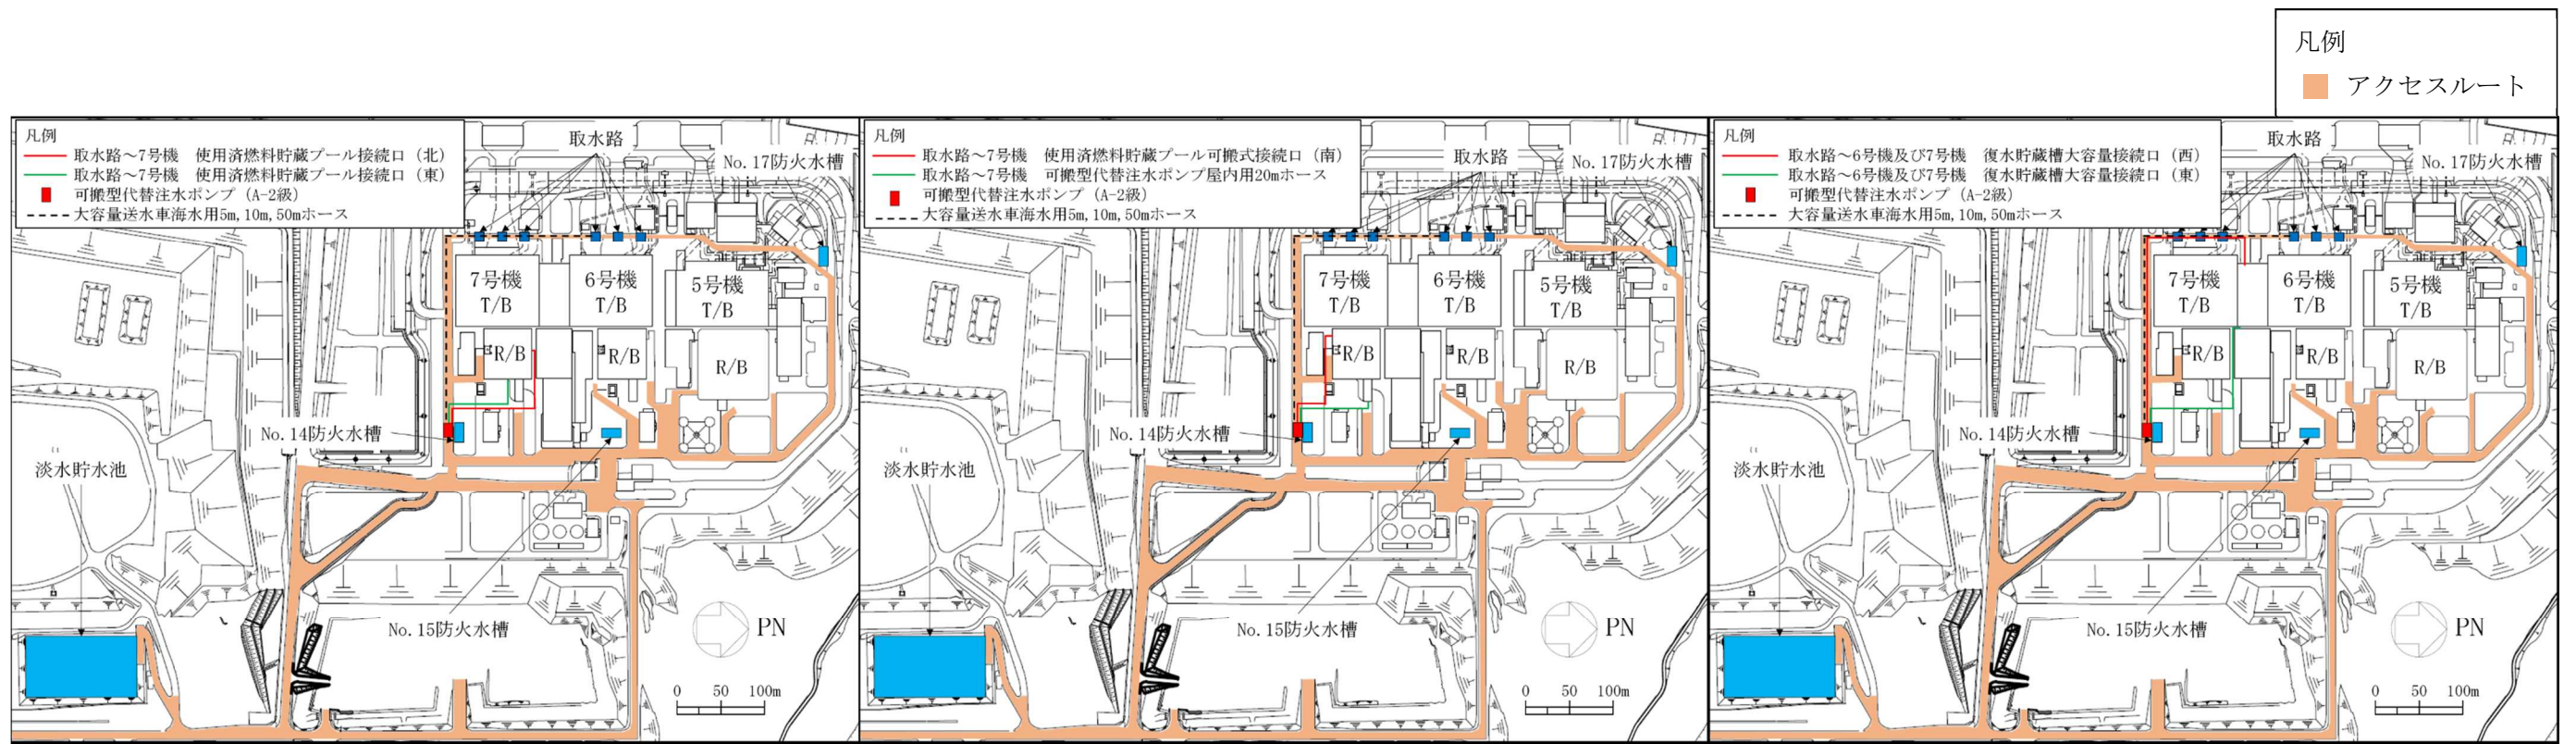 凡例
アクセスルート
凡例
取水路～7号機　使用済燃料貯蔵プール接続口（北）
取水路～7号機　使用済燃料貯蔵プール接続口（東）
可搬型代替注水ポンプ（A-2級）
大容量送水車海水用5m,10m,50mホース
取水路
No.17防火水槽
7号機
T/B
6号機
T/B
5号機
T/B
R/B
R/B
R/B
No.14防火水槽
淡水貯水池
No.15防火水槽
PN
0 50 100m
凡例
取水路～7号機　使用済燃料貯蔵プール可搬式接続口（南）
取水路～7号機　可搬型代替注水ポンプ屋内用20mホース
可搬型代替注水ポンプ（A-2級）
大容量送水車海水用5m,10m,50mホース
取水路
No.17防火水槽
7号機
T/B
6号機
T/B
5号機
T/B
R/B
R/B
R/B
No.14防火水槽
淡水貯水池
No.15防火水槽
PN
0 50 100m
凡例
取水路～6号機及び7号機　復水貯蔵槽大容量接続口（西）
取水路～6号機及び7号機　復水貯蔵槽大容量接続口（東）
可搬型代替注水ポンプ（A-2級）
大容量送水車海水用5m,10m,50mホース
取水路
No.17防火水槽
7号機
T/B
6号機
T/B
5号機
T/B
R/B
R/B
R/B
No.14防火水槽
淡水貯水池
No.15防火水槽
PN
0 50 100m